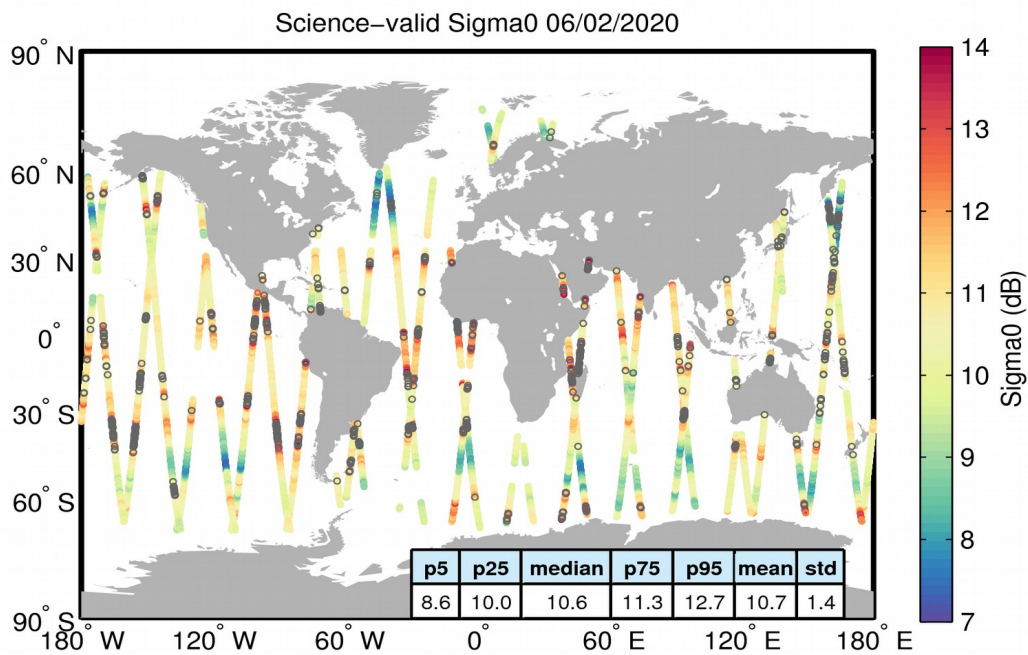 Science−valid Sigma0 06/02/2020
90° N
60° N
30° N
0°
30° S
60° S
90° S
180° W
120° W
60° W
0°
60° E
120° E
180° E
14
13
12
11
10
9
8
7
Sigma0 (dB)
p5 p25 median p75 p95 mean std
8.6 10.0 10.6 11.3 12.7 10.7 1.4